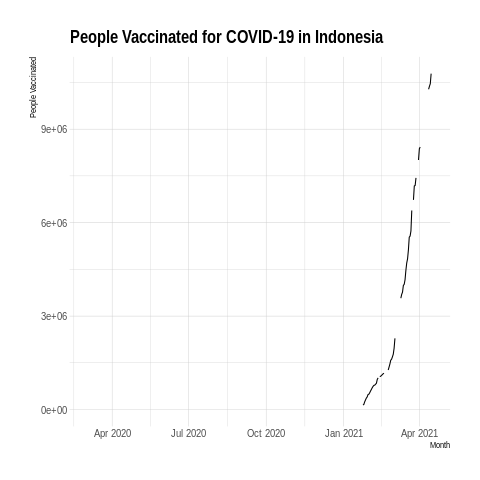 People Vaccinated for COVID-19 in Indonesia
People Vaccinated
9e+06
6e+06
3e+06
0e+00
Apr 2020
Jul 2020
Oct 2020
Jan 2021
Apr 2021
Month